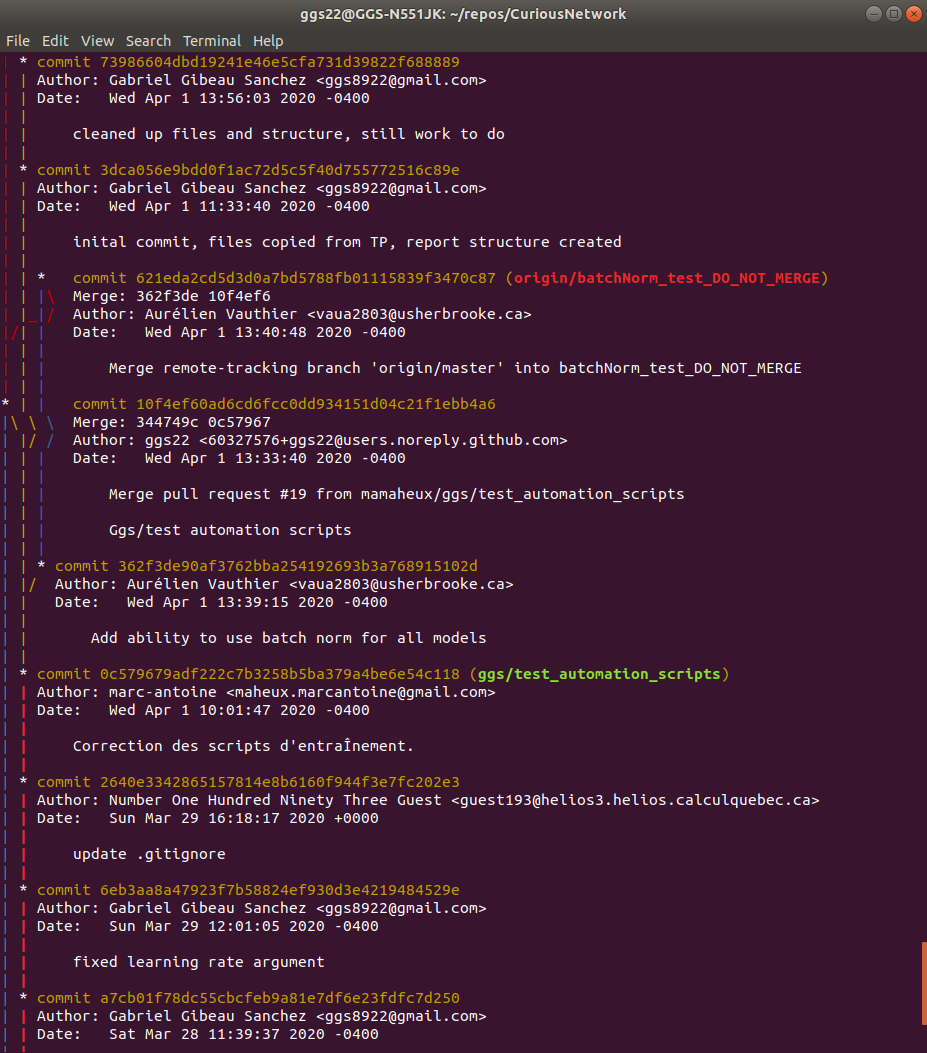 ggs22@GGS-N551JK: ~/repos/CuriousNetwork
File Edit View Search Terminal Help
* commit 73986604dbd19241e46e5cfa731d39822f688889
Author: Gabriel Gibeau Sanchez <ggs8922@gmail.com>
Date:   Wed Apr 1 13:56:03 2020 -0400
cleaned up files and structure, still work to do
* commit 3dca056e9bdd0f1ac72d5c5f40d755772516c89e
Author: Gabriel Gibeau Sanchez <ggs8922@gmail.com>
Date:   Wed Apr 1 11:33:40 2020 -0400
inital commit, files copied from TP, report structure created
*   commit 621eda2cd5d3d0a7bd5788fb01115839f3470c87 (origin/batchNorm_test_DO_NOT_MERGE)
Merge: 362f3de 10f4ef6
Author: Aurélien Vauthier <vaua2803@usherbrooke.ca>
Date:   Wed Apr 1 13:40:48 2020 -0400
Merge remote-tracking branch 'origin/master' into batchNorm_test_DO_NOT_MERGE
*   commit 10f4ef60ad6cd6fcc0dd934151d04c21f1ebb4a6
Merge: 344749c 0c57967
Author: ggs22 <60327576+ggs22@users.noreply.github.com>
Date:   Wed Apr 1 13:33:40 2020 -0400
Merge pull request #19 from mamaheux/ggs/test_automation_scripts
Ggs/test automation scripts
* commit 362f3de90af3762bba254192693b3a768915102d
Author: Aurélien Vauthier <vaua2803@usherbrooke.ca>
Date:   Wed Apr 1 13:39:15 2020 -0400
Add ability to use batch norm for all models
* commit 0c579679adf222c7b3258b5ba379a4be6e54c118 (ggs/test_automation_scripts)
Author: marc-antoine <maheux.marcantoine@gmail.com>
Date:   Wed Apr 1 10:01:47 2020 -0400
Correction des scripts d'entraÎnement.
* commit 2640e3342865157814e8b6160f944f3e7fc202e3
Author: Number One Hundred Ninety Three Guest <guest193@helios3.helios.calculquebec.ca>
Date:   Sun Mar 29 16:18:17 2020 +0000
update .gitignore
* commit 6eb3aa8a47923f7b58824ef930d3e4219484529e
Author: Gabriel Gibeau Sanchez <ggs8922@gmail.com>
Date:   Sun Mar 29 12:01:05 2020 -0400
fixed learning rate argument
* commit a7cb01f78dc55cbcfeb9a81e7df6e23fdfc7d250
Author: Gabriel Gibeau Sanchez <ggs8922@gmail.com>
Date:   Sat Mar 28 11:39:37 2020 -0400